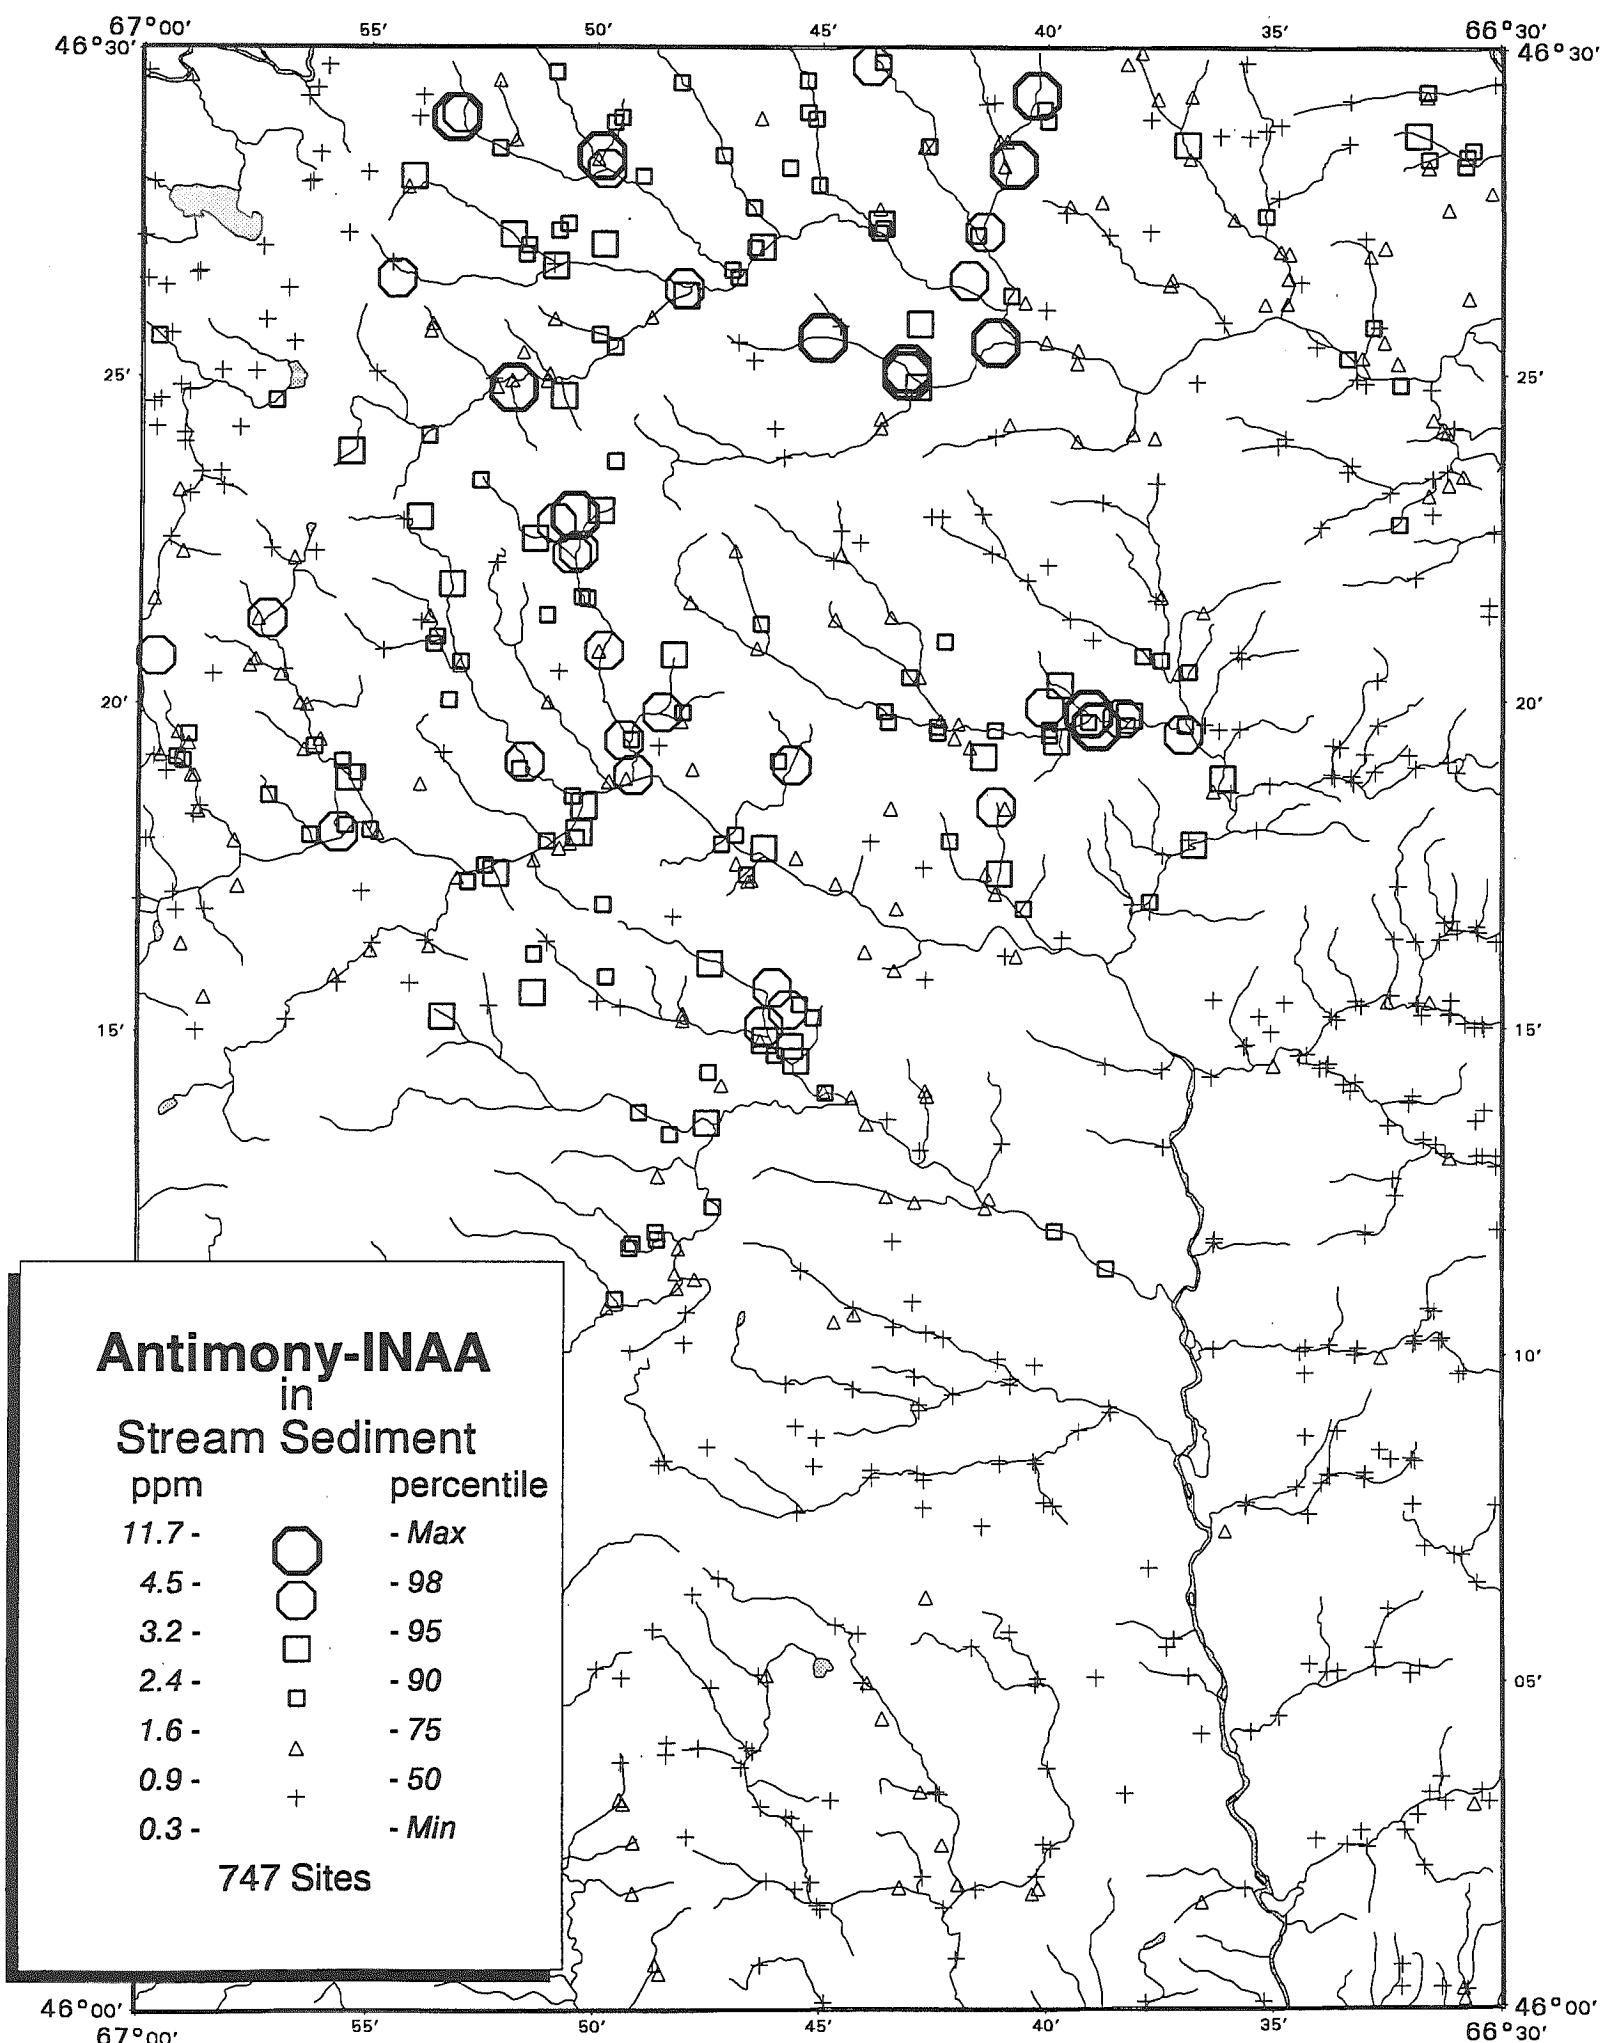 67°00′ 55′ 50′ 45′ 40′ 35′ 66°30′
46°30′ 46°30′
25′ 25′
20′ 20′
15′ 15′
10′
05′
Antimony-INAA
in
Stream Sediment
ppm percentile
11.7 - - Max
4.5 - - 98
3.2 - - 95
2.4 - - 90
1.6 - - 75
0.9 - - 50
0.3 - - Min
747 Sites
46°00′ 46°00′
67°00′ 55′ 50′ 45′ 40′ 35′ 66°30′